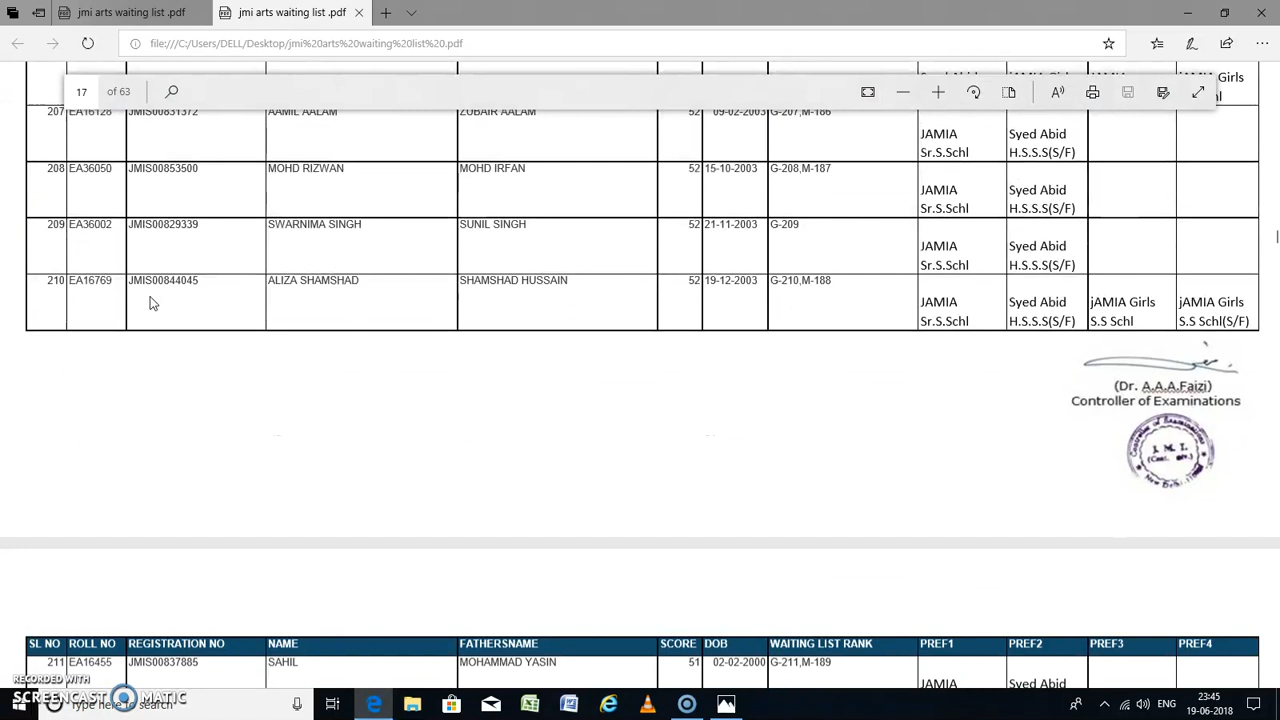 jmi arts waiting list .pdf
jmi arts waiting list .pdf
file:///C:/Users/DELL/Desktop/jmi%20arts%20waiting%20list%20.pdf
17 of 63
Girls
207 EA16128 JMIS00831372 AAMIL AALAM ZUBAIR AALAM 52 09-02-2003 G-207,M-186
JAMIA Syed Abid
Sr.S.Schl H.S.S.S(S/F)
208 EA36050 JMIS00853500 MOHD RIZWAN MOHD IRFAN 52 15-10-2003 G-208,M-187
JAMIA Syed Abid
Sr.S.Schl H.S.S.S(S/F)
209 EA36002 JMIS00829339 SWARNIMA SINGH SUNIL SINGH 52 21-11-2003 G-209
JAMIA Syed Abid
Sr.S.Schl H.S.S.S(S/F)
210 EA16769 JMIS00844045 ALIZA SHAMSHAD SHAMSHAD HUSSAIN 52 19-12-2003 G-210,M-188
JAMIA Syed Abid jAMIA Girls jAMIA Girls
Sr.S.Schl H.S.S.S(S/F) S.S Schl S.S Schl(S/F)
(Dr. A.A.A.Faizi)
Controller of Examinations
Controller of Examinations
J. M. I.
New Delhi
SL NO ROLL NO REGISTRATION NO NAME FATHERSNAME SCORE DOB WAITING LIST RANK PREF1 PREF2 PREF3 PREF4
211 EA16455 JMIS00837885 SAHIL MOHAMMAD YASIN 51 02-02-2000 G-211,M-189
JAMIA Syed Abid
RECORDED WITH
SCREENCAST MATIC
Type here to search
ENG
23:45
19-06-2018